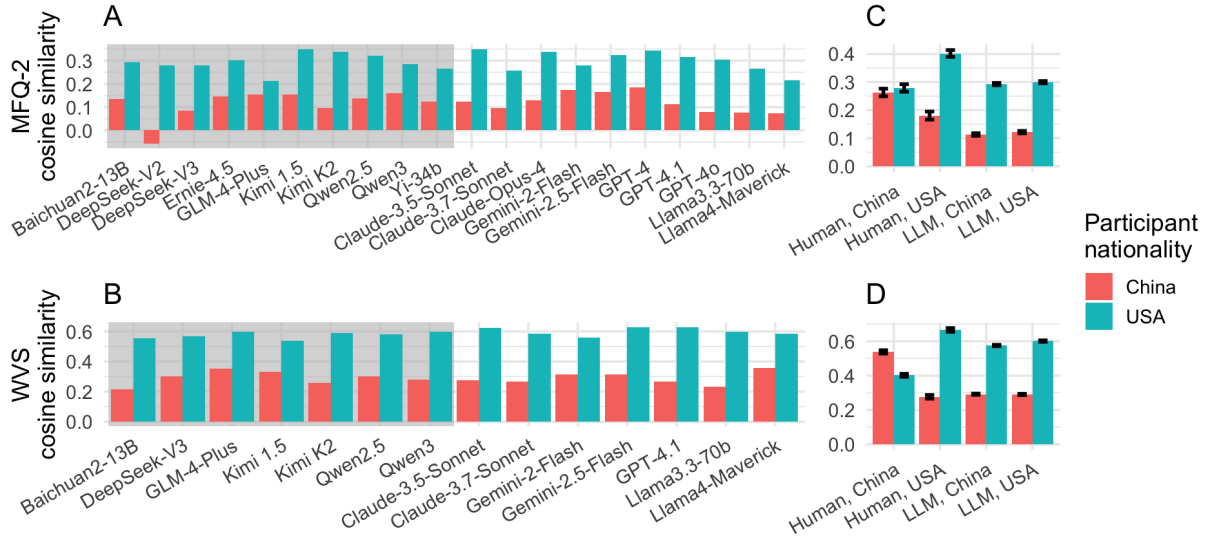 A
MFQ-2
cosine similarity
0.3
0.2
0.1
0.0
Baichuan2-13B
DeepSeek-V2
DeepSeek-V3
Ernie-4.5
GLM-4-Plus
Kimi 1.5
Kimi K2
Qwen2.5
Qwen3
Yi-34b
Claude-3.5-Sonnet
Claude-3.7-Sonnet
Claude-Opus-4
Gemini-2-Flash
Gemini-2.5-Flash
GPT-4
GPT-4.1
GPT-4o
Llama3.3-70b
Llama4-Maverick
C
0.4
0.3
0.2
0.1
0.0
Human, China
Human, USA
LLM, China
LLM, USA
B
WVS
cosine similarity
0.6
0.4
0.2
0.0
Baichuan2-13B
DeepSeek-V3
GLM-4-Plus
Kimi 1.5
Kimi K2
Qwen2.5
Qwen3
Claude-3.5-Sonnet
Claude-3.7-Sonnet
Gemini-2-Flash
Gemini-2.5-Flash
GPT-4.1
Llama3.3-70b
Llama4-Maverick
D
0.6
0.4
0.2
0.0
Human, China
Human, USA
LLM, China
LLM, USA
Participant
nationality
China
USA